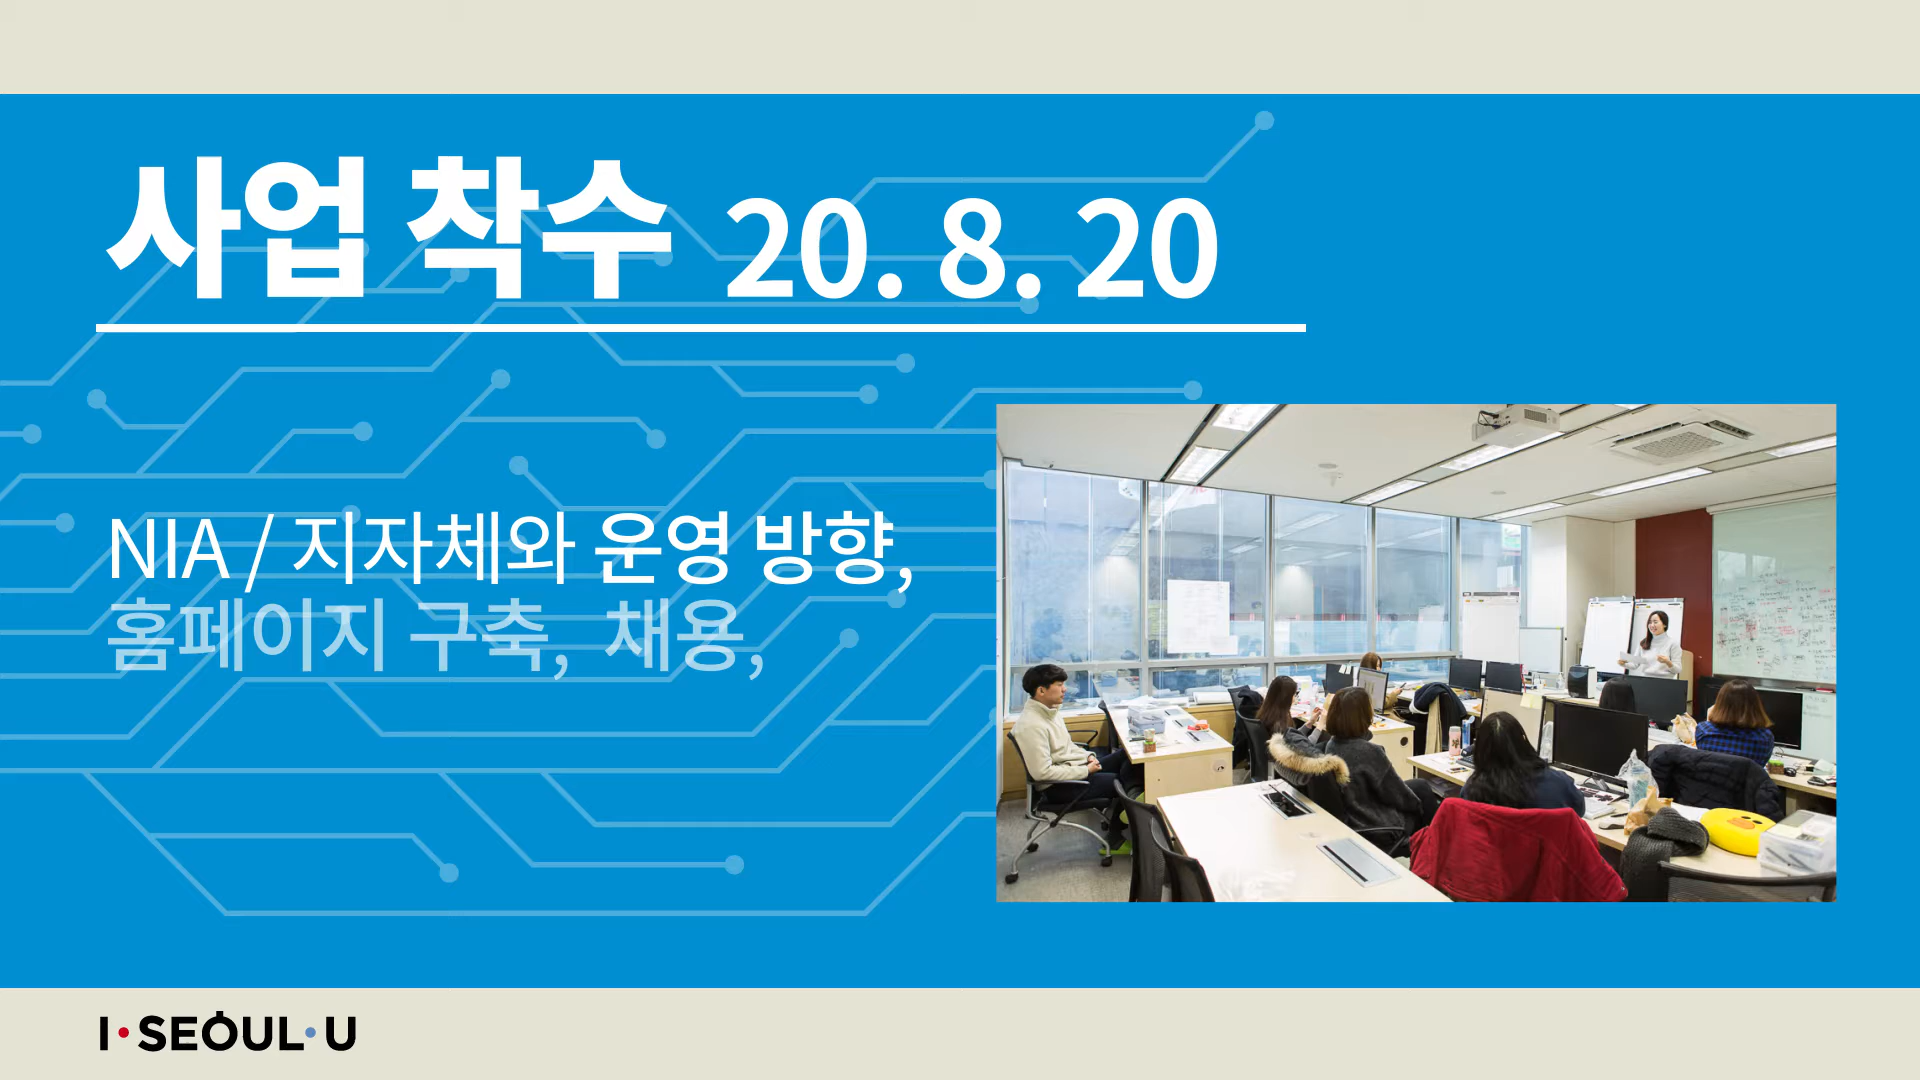 사업 착수 20. 8. 20
NIA / 지자체와 운영 방향,
홈페이지 구축, 채용,
I·SEOUL·U